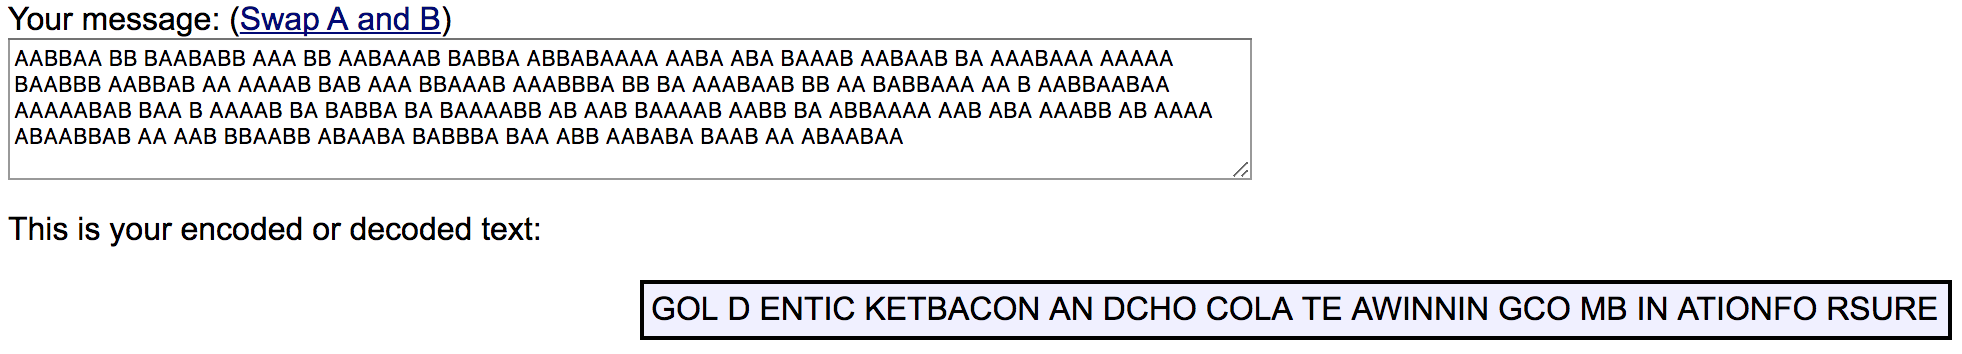 Your message: (Swap A and B)
AABBAA BB BAABABB AAA BB AABAAAB BABBA ABBABAAAA AABA ABA BAAAB AABAAB BA AAABAAA AAAAA
BAABBB AABBAB AA AAAAB BAB AAA BBAAAB AAABBBA BB BA AAABAAB BB AA BABBAAA AA B AABBAABAA
AAAAABAB BAA B AAAAB BA BABBA BA BAAAABB AB AAB BAAAAB AABB BA ABBAAAA AAB ABA AAABB AB AAAA
ABAABBAB AA AAB BBAABB ABAABA BABBBA BAA ABB AABABA BAAB AA ABAABAA
This is your encoded or decoded text:
GOL D ENTIC KETBACON AN DCHO COLA TE AWINNIN GCO MB IN ATIONFO RSURE